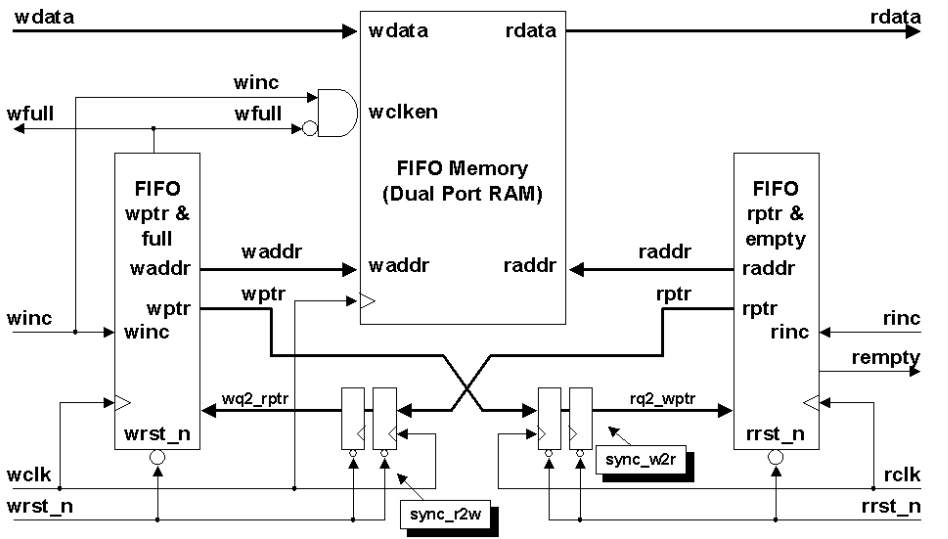 wdata
rdata
wdata
rdata
winc
wfull
wfull
wclken
FIFO Memory
(Dual Port RAM)
FIFO
wptr &
full
FIFO
rptr &
empty
waddr
waddr
waddr
raddr
raddr
raddr
wptr
wptr
rptr
rptr
winc
winc
rinc
rinc
rempty
wq2_rptr
rq2_wptr
wrst_n
rrst_n
sync_w2r
wclk
rclk
sync_r2w
wrst_n
rrst_n